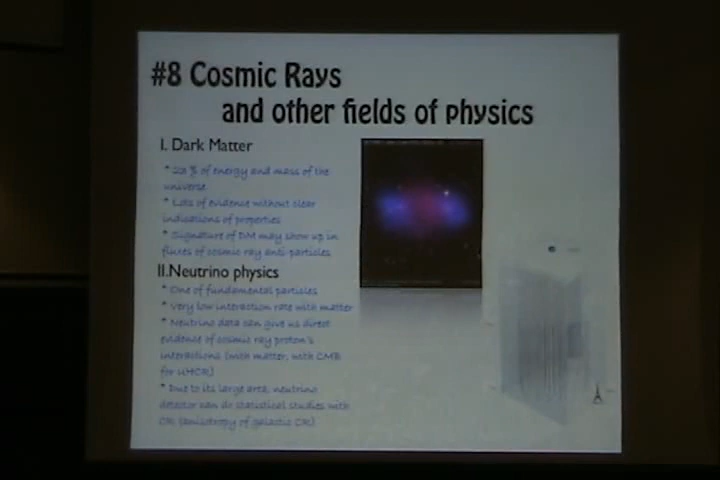 #8 Cosmic Rays
and other fields of physics
I. Dark Matter
* % of energy and mass of the
universe
* Lots of evidence without clear
indications of properties
* Signature of DM may show up in
fluxes of cosmic ray anti-particles
II.Neutrino physics
* One of fundamental particles
* Very low interaction rate with matter
* Neutrino data can give us direct
evidence of cosmic ray proton's
interactions (with matter, with CMB
for UHCR)
* Due to its large area, neutrino
detector can do statistical studies with
CR (anisotropy of galactic CR)